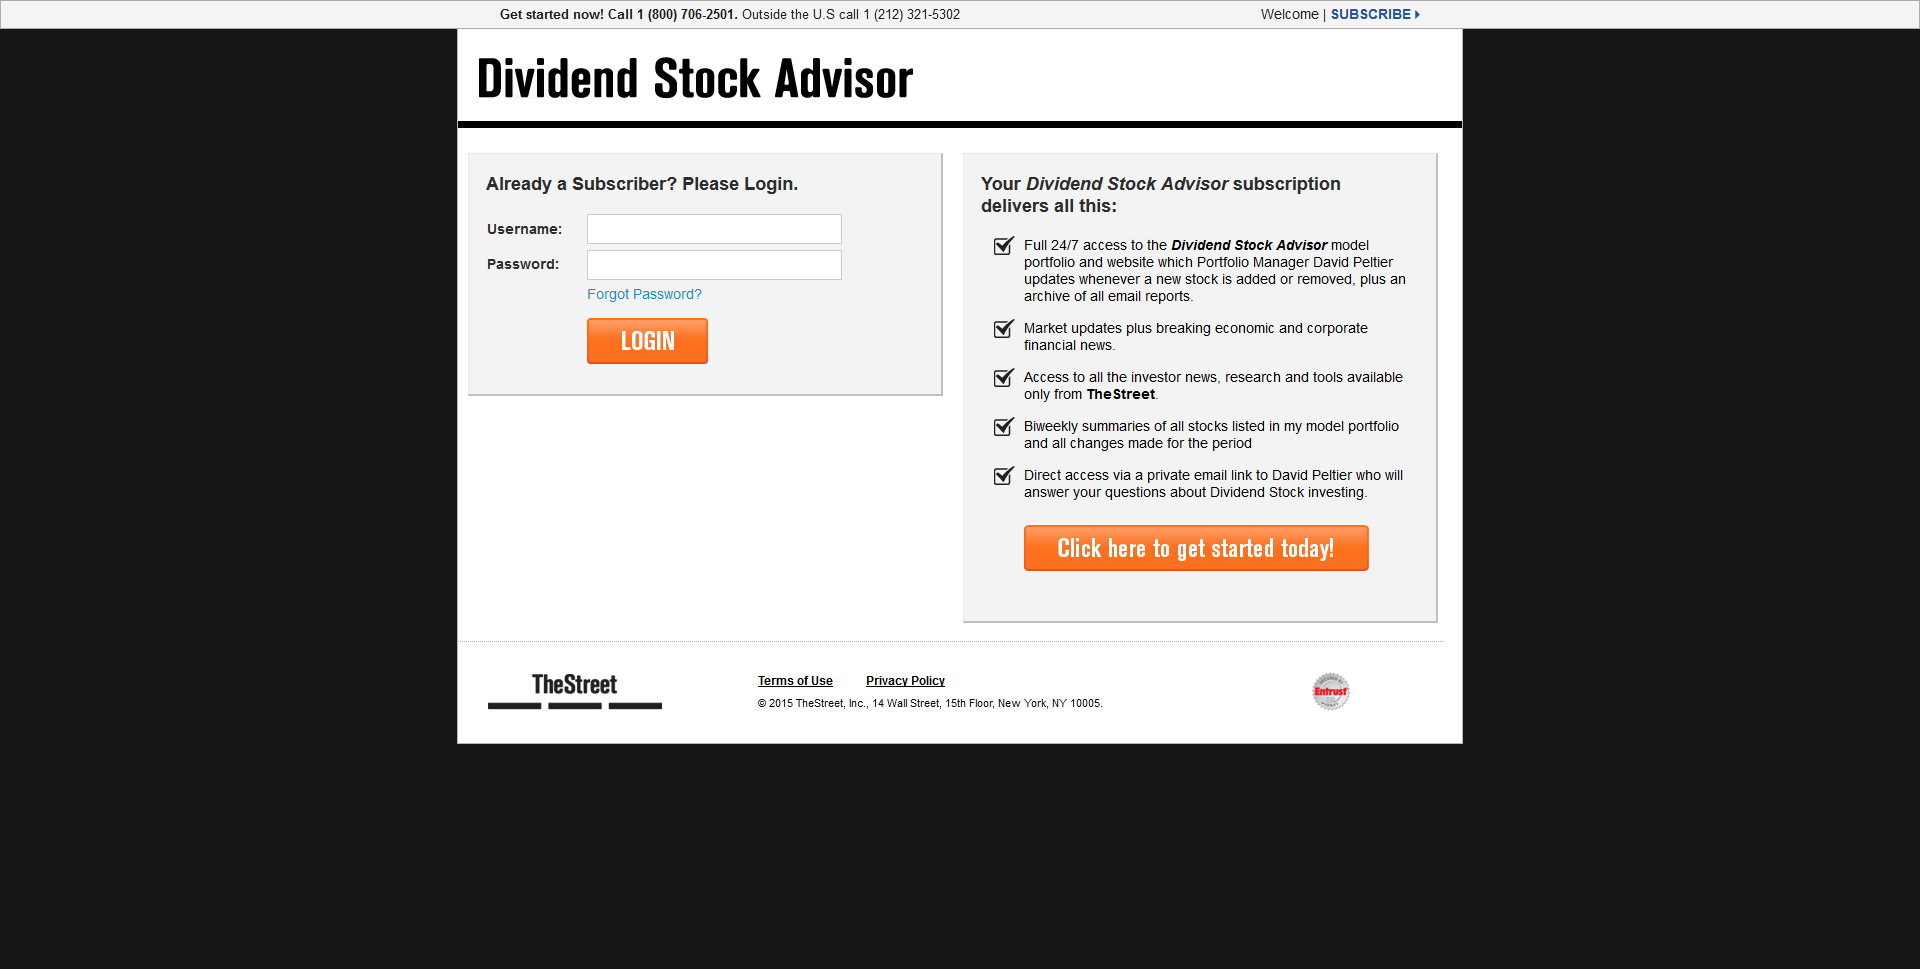 Get started now! Call 1 (800) 706-2501. Outside the U.S call 1 (212) 321-5302
Welcome | SUBSCRIBE
Dividend Stock Advisor
Already a Subscriber? Please Login.
Username:
Password:
Forgot Password?
LOGIN
Your Dividend Stock Advisor subscription
delivers all this:
Full 24/7 access to the Dividend Stock Advisor model
portfolio and website which Portfolio Manager David Peltier
updates whenever a new stock is added or removed, plus an
archive of all email reports.
Market updates plus breaking economic and corporate
financial news.
Access to all the investor news, research and tools available
only from TheStreet.
Biweekly summaries of all stocks listed in my model portfolio
and all changes made for the period
Direct access via a private email link to David Peltier who will
answer your questions about Dividend Stock investing.
Click here to get started today!
TheStreet
Terms of Use Privacy Policy
© 2015 TheStreet, Inc., 14 Wall Street, 15th Floor, New York, NY 10005.
Entrust